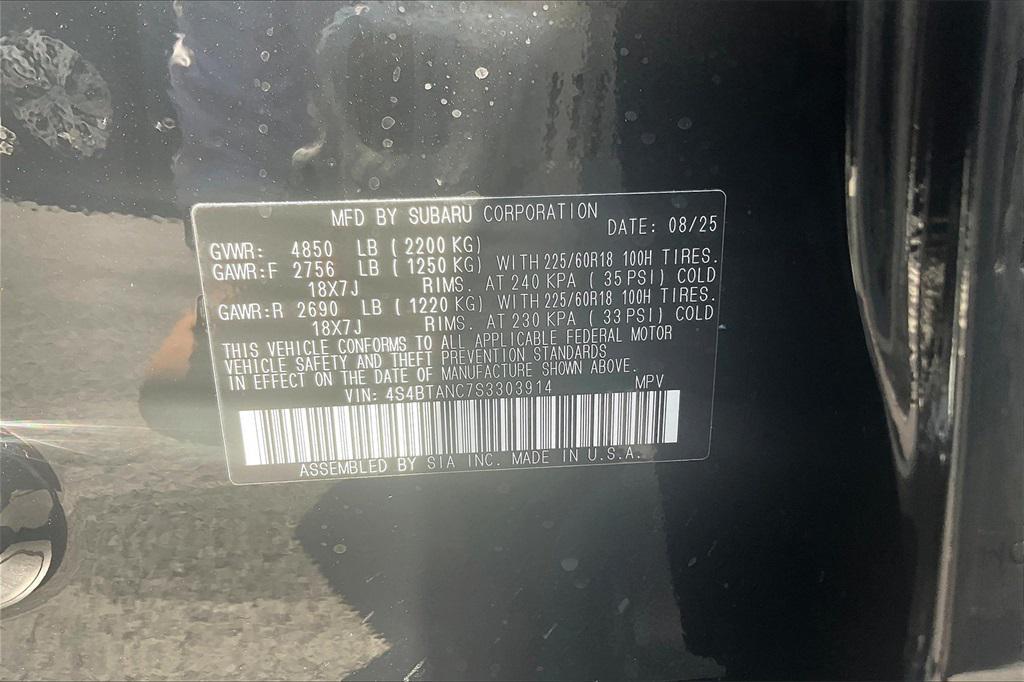 MFD BY SUBARU CORPORATION
DATE: 08/25
GVWR: 4850 LB (2200 KG)
GAWR:F 2756 LB (1250 KG) WITH 225/60R18 100H TIRES.
18X7J RIMS. AT 240 KPA (35 PSI) COLD
GAWR:R 2690 LB (1220 KG) WITH 225/60R18 100H TIRES.
18X7J RIMS. AT 230 KPA (33 PSI) COLD
THIS VEHICLE CONFORMS TO ALL APPLICABLE FEDERAL MOTOR
VEHICLE SAFETY AND THEFT PREVENTION STANDARDS
IN EFFECT ON THE DATE OF MANUFACTURE SHOWN ABOVE.
VIN: 4S4BTANC7S3303914 MPV
ASSEMBLED BY SIA INC. MADE IN U.S.A.